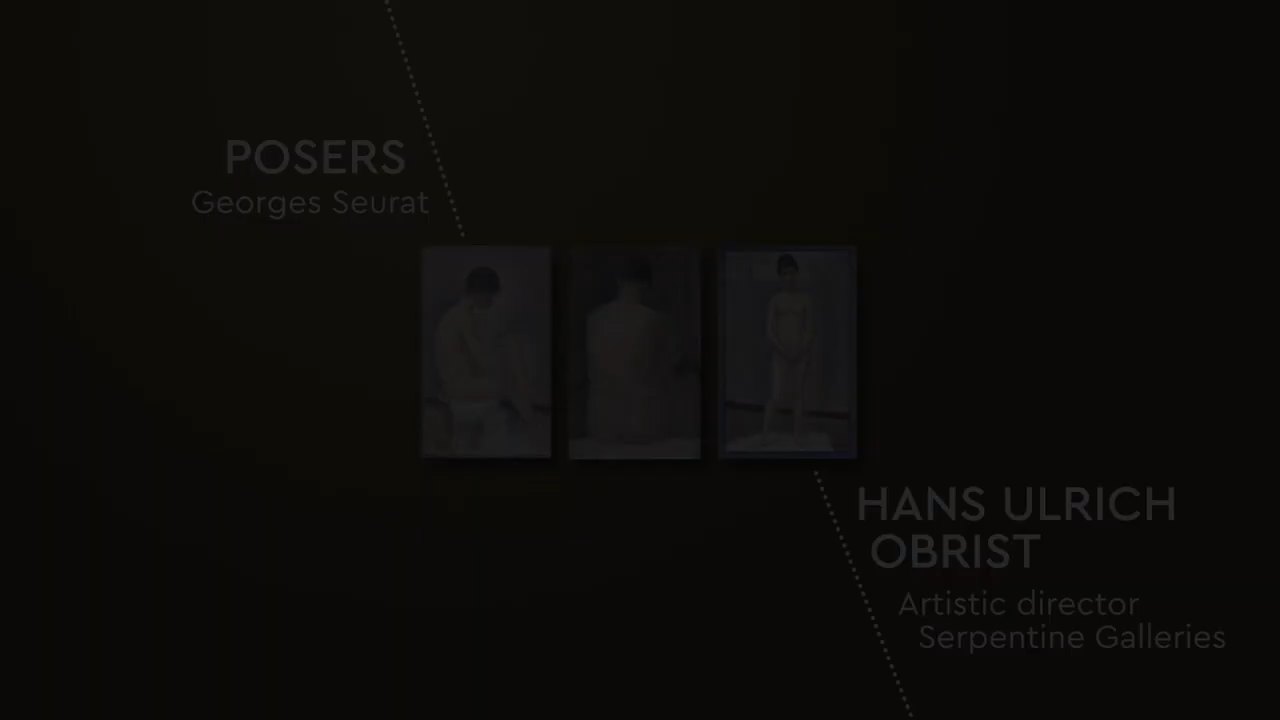 POSERS
Georges Seurat
HANS ULRICH
OBRIST
Artistic director
Serpentine Galleries